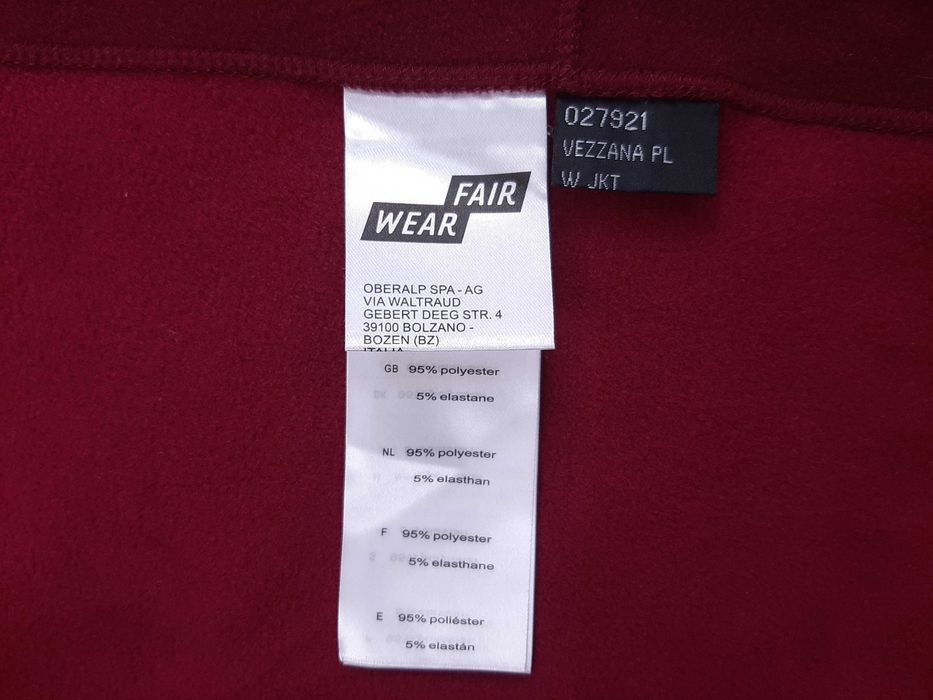 FAIR
WEAR
OBERALP SPA - AG
VIA WALTRAUD
GEBERT DEEG STR. 4
39100 BOLZANO -
BOZEN (BZ)
ITALIA
GB 95% polyester
5% elastane
NL 95% polyester
5% elasthan
F 95% polyester
5% elasthane
E 95% poliéster
5% elastán
027921
VEZZANA PL
W JKT